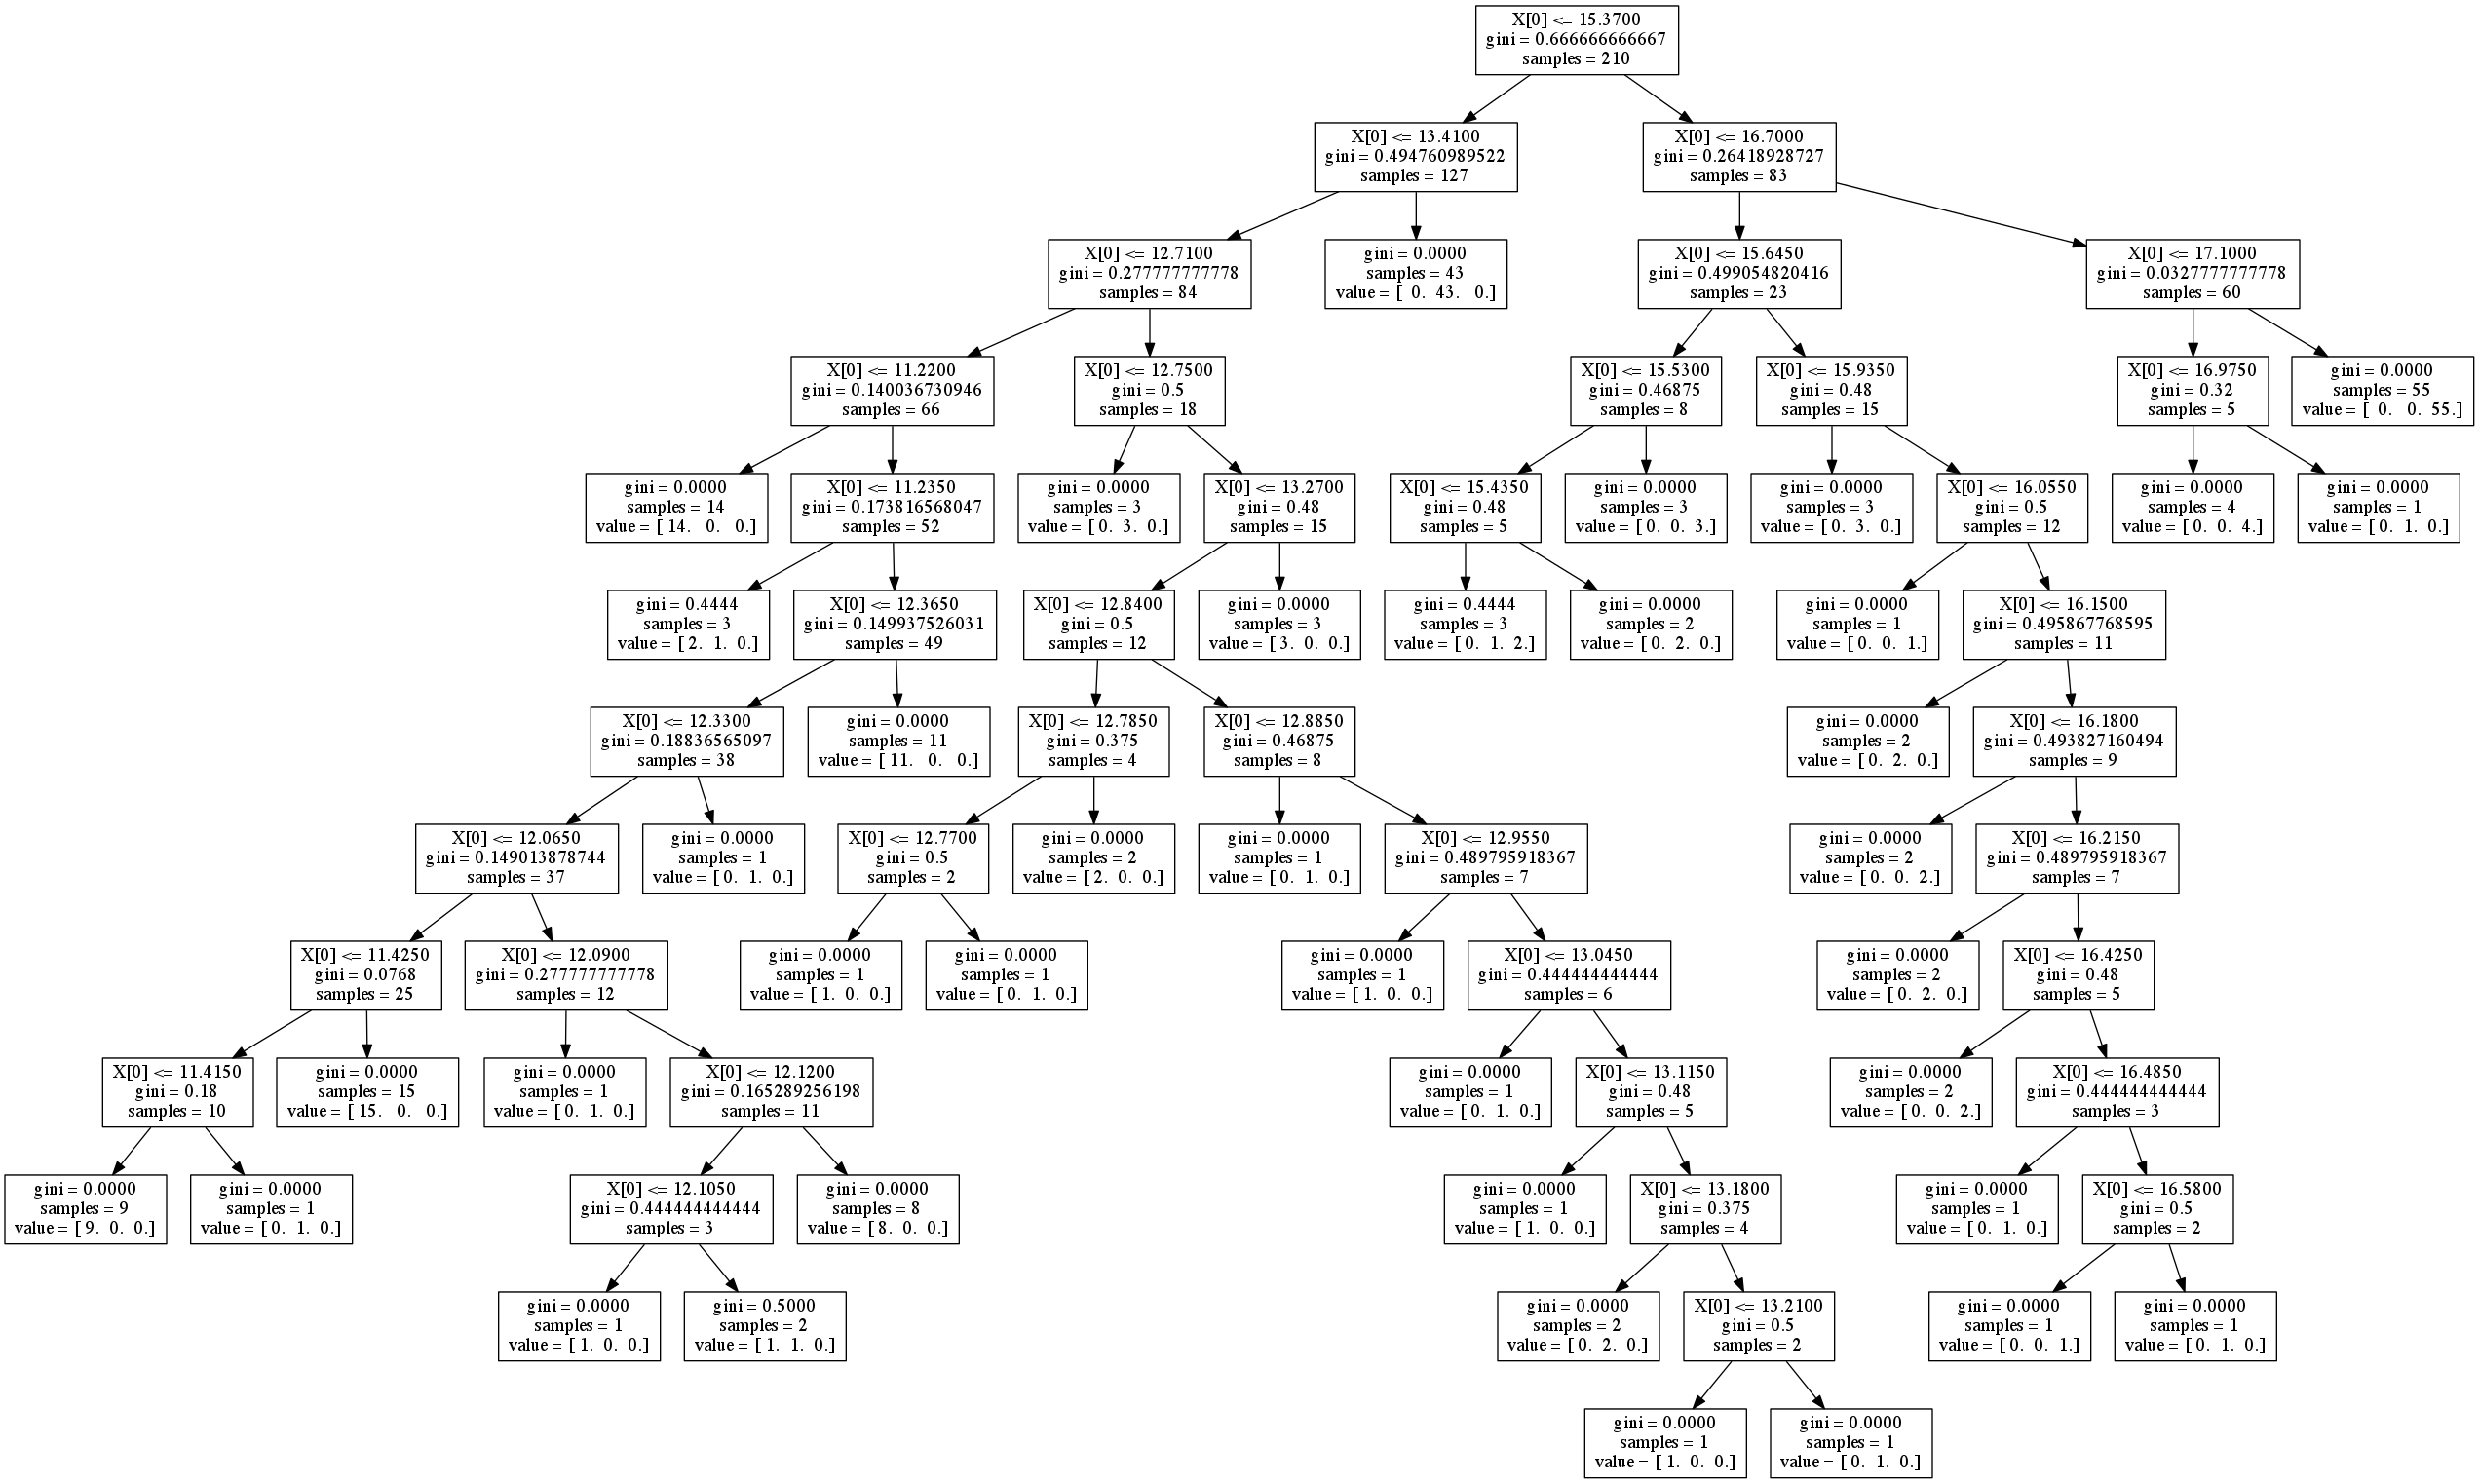 X[0] <= 15.3700
gini = 0.666666666667
samples = 210
X[0] <= 13.4100
gini = 0.494760989522
samples = 127
X[0] <= 16.7000
gini = 0.26418928727
samples = 83
X[0] <= 12.7100
gini = 0.277777777778
samples = 84
gini = 0.0000
samples = 43
value = [  0.  43.   0.]
X[0] <= 15.6450
gini = 0.499054820416
samples = 23
X[0] <= 17.1000
gini = 0.0327777777778
samples = 60
X[0] <= 11.2200
gini = 0.140036730946
samples = 66
X[0] <= 12.7500
gini = 0.5
samples = 18
X[0] <= 15.5300
gini = 0.46875
samples = 8
X[0] <= 15.9350
gini = 0.48
samples = 15
X[0] <= 16.9750
gini = 0.32
samples = 5
gini = 0.0000
samples = 55
value = [  0.   0.  55.]
gini = 0.0000
samples = 14
value = [ 14.   0.   0.]
X[0] <= 11.2350
gini = 0.173816568047
samples = 52
gini = 0.0000
samples = 3
value = [ 0.  3.  0.]
X[0] <= 13.2700
gini = 0.48
samples = 15
X[0] <= 15.4350
gini = 0.48
samples = 5
gini = 0.0000
samples = 3
value = [ 0.  0.  3.]
gini = 0.0000
samples = 3
value = [ 0.  3.  0.]
X[0] <= 16.0550
gini = 0.5
samples = 12
gini = 0.0000
samples = 4
value = [ 0.  0.  4.]
gini = 0.0000
samples = 1
value = [ 0.  1.  0.]
gini = 0.4444
samples = 3
value = [ 2.  1.  0.]
X[0] <= 12.3650
gini = 0.149937526031
samples = 49
X[0] <= 12.8400
gini = 0.5
samples = 12
gini = 0.0000
samples = 3
value = [ 3.  0.  0.]
gini = 0.4444
samples = 3
value = [ 0.  1.  2.]
gini = 0.0000
samples = 2
value = [ 0.  2.  0.]
gini = 0.0000
samples = 1
value = [ 0.  0.  1.]
X[0] <= 16.1500
gini = 0.495867768595
samples = 11
X[0] <= 12.3300
gini = 0.18836565097
samples = 38
gini = 0.0000
samples = 11
value = [ 11.   0.   0.]
X[0] <= 12.7850
gini = 0.375
samples = 4
X[0] <= 12.8850
gini = 0.46875
samples = 8
gini = 0.0000
samples = 2
value = [ 0.  2.  0.]
X[0] <= 16.1800
gini = 0.493827160494
samples = 9
X[0] <= 12.0650
gini = 0.149013878744
samples = 37
gini = 0.0000
samples = 1
value = [ 0.  1.  0.]
X[0] <= 12.7700
gini = 0.5
samples = 2
gini = 0.0000
samples = 2
value = [ 2.  0.  0.]
gini = 0.0000
samples = 1
value = [ 0.  1.  0.]
X[0] <= 12.9550
gini = 0.489795918367
samples = 7
gini = 0.0000
samples = 2
value = [ 0.  0.  2.]
X[0] <= 16.2150
gini = 0.489795918367
samples = 7
X[0] <= 11.4250
gini = 0.0768
samples = 25
X[0] <= 12.0900
gini = 0.277777777778
samples = 12
gini = 0.0000
samples = 1
value = [ 1.  0.  0.]
gini = 0.0000
samples = 1
value = [ 0.  1.  0.]
gini = 0.0000
samples = 1
value = [ 1.  0.  0.]
X[0] <= 13.0450
gini = 0.444444444444
samples = 6
gini = 0.0000
samples = 2
value = [ 0.  2.  0.]
X[0] <= 16.4250
gini = 0.48
samples = 5
X[0] <= 11.4150
gini = 0.18
samples = 10
gini = 0.0000
samples = 15
value = [ 15.   0.   0.]
gini = 0.0000
samples = 1
value = [ 0.  1.  0.]
X[0] <= 12.1200
gini = 0.165289256198
samples = 11
gini = 0.0000
samples = 1
value = [ 0.  1.  0.]
X[0] <= 13.1150
gini = 0.48
samples = 5
gini = 0.0000
samples = 2
value = [ 0.  0.  2.]
X[0] <= 16.4850
gini = 0.444444444444
samples = 3
gini = 0.0000
samples = 9
value = [ 9.  0.  0.]
gini = 0.0000
samples = 1
value = [ 0.  1.  0.]
X[0] <= 12.1050
gini = 0.444444444444
samples = 3
gini = 0.0000
samples = 8
value = [ 8.  0.  0.]
gini = 0.0000
samples = 1
value = [ 1.  0.  0.]
X[0] <= 13.1800
gini = 0.375
samples = 4
gini = 0.0000
samples = 1
value = [ 0.  1.  0.]
X[0] <= 16.5800
gini = 0.5
samples = 2
gini = 0.0000
samples = 1
value = [ 1.  0.  0.]
gini = 0.5000
samples = 2
value = [ 1.  1.  0.]
gini = 0.0000
samples = 2
value = [ 0.  2.  0.]
X[0] <= 13.2100
gini = 0.5
samples = 2
gini = 0.0000
samples = 1
value = [ 0.  0.  1.]
gini = 0.0000
samples = 1
value = [ 0.  1.  0.]
gini = 0.0000
samples = 1
value = [ 1.  0.  0.]
gini = 0.0000
samples = 1
value = [ 0.  1.  0.]